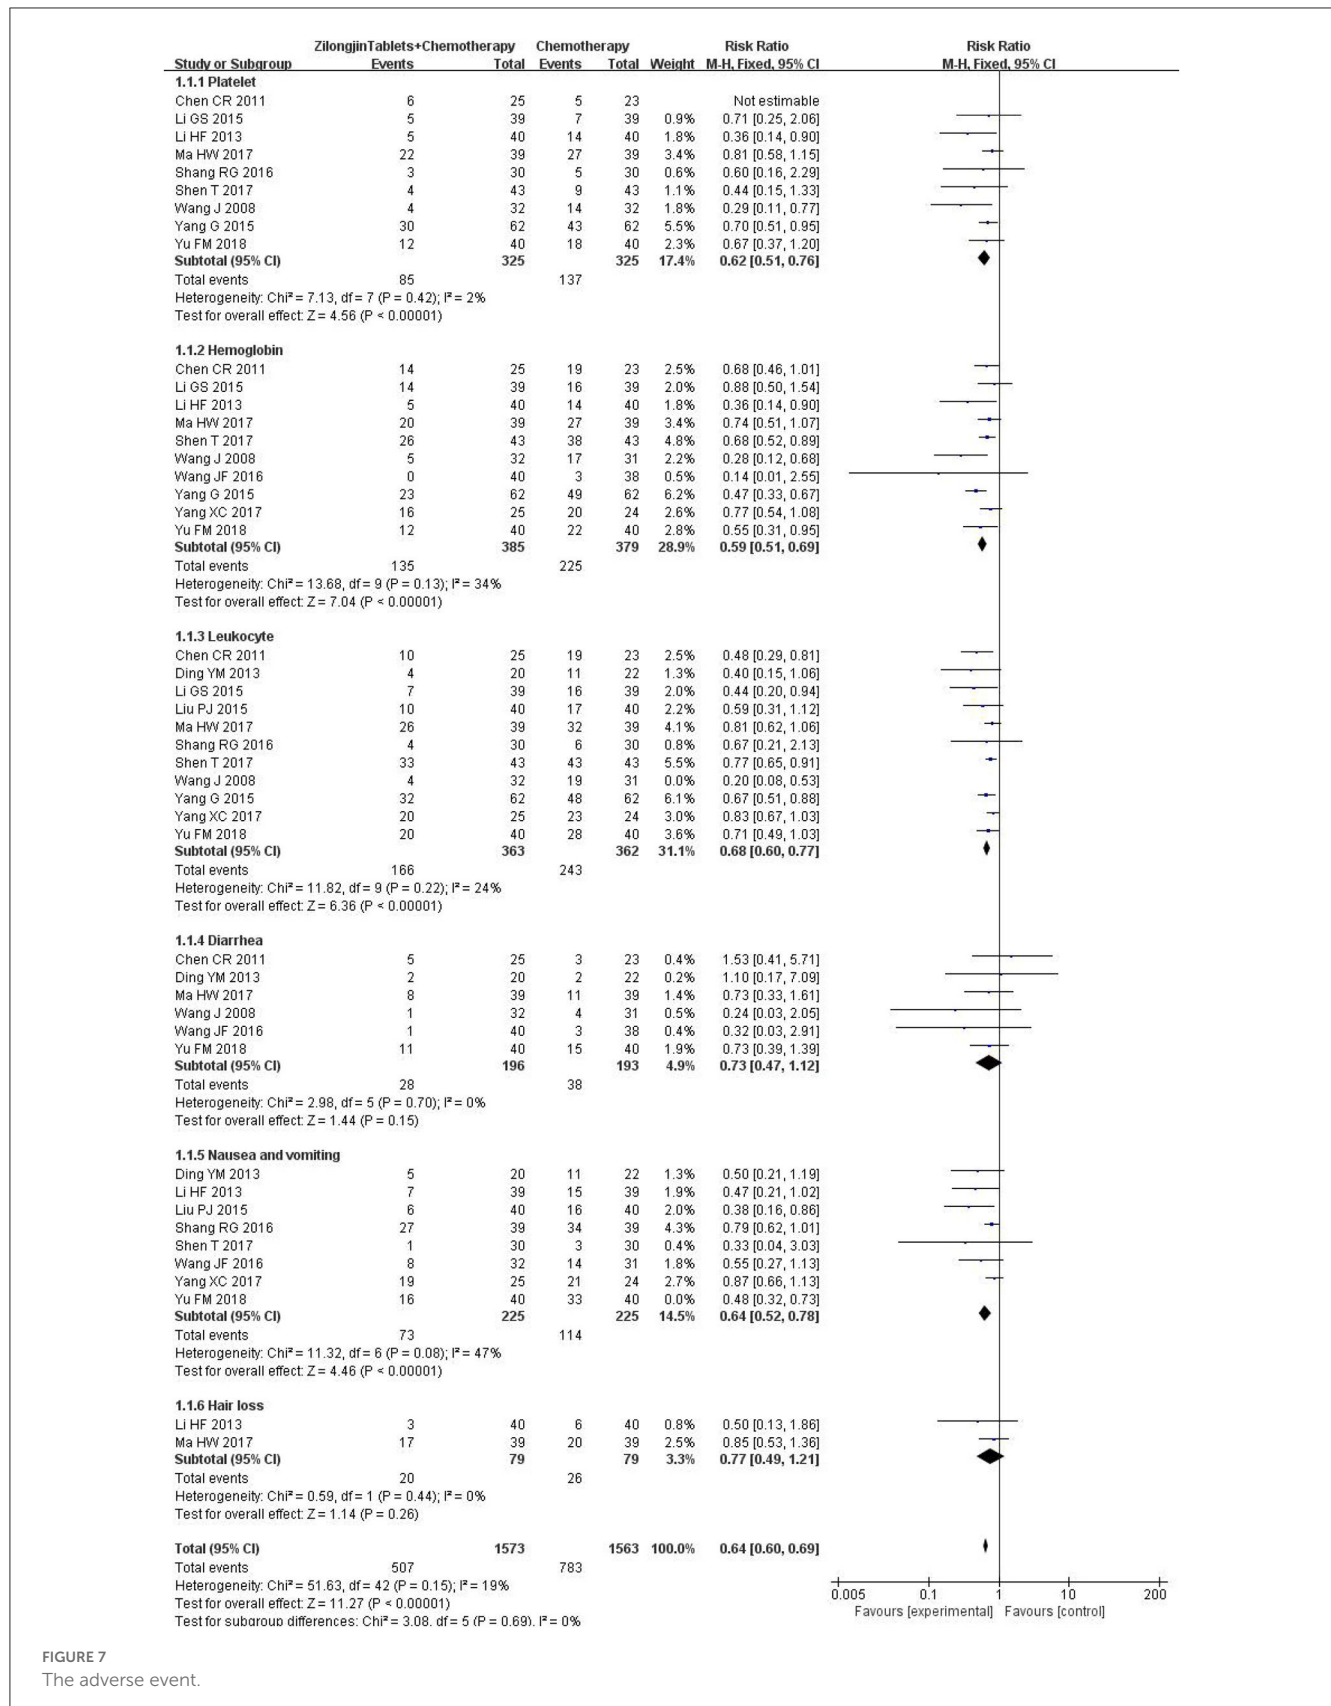 ZilongjinTablets+Chemotherapy Chemotherapy Risk Ratio Risk Ratio
Study or Subgroup Events Total Events Total Weight M-H, Fixed, 95% CI M-H, Fixed, 95% CI
1.1.1 Platelet
Chen CR 2011 6 25 5 23 Not estimable
Li GS 2015 5 39 7 39 0.9% 0.71 [0.25, 2.06]
Li HF 2013 5 40 14 40 1.8% 0.36 [0.14, 0.90]
Ma HW 2017 22 39 27 39 3.4% 0.81 [0.58, 1.15]
Shang RG 2016 3 30 5 30 0.6% 0.60 [0.16, 2.29]
Shen T 2017 4 43 9 43 1.1% 0.44 [0.15, 1.33]
Wang J 2008 4 32 14 32 1.8% 0.29 [0.11, 0.77]
Yang G 2015 30 62 43 62 5.5% 0.70 [0.51, 0.95]
Yu FM 2018 12 40 18 40 2.3% 0.67 [0.37, 1.20]
Subtotal (95% CI) 325 325 17.4% 0.62 [0.51, 0.76]
Total events 85 137
Heterogeneity: Chi² = 7.13, df = 7 (P = 0.42); I² = 2%
Test for overall effect: Z = 4.56 (P < 0.00001)
1.1.2 Hemoglobin
Chen CR 2011 14 25 19 23 2.5% 0.68 [0.46, 1.01]
Li GS 2015 14 39 16 39 2.0% 0.88 [0.50, 1.54]
Li HF 2013 5 40 14 40 1.8% 0.36 [0.14, 0.90]
Ma HW 2017 20 39 27 39 3.4% 0.74 [0.51, 1.07]
Shen T 2017 26 43 38 43 4.8% 0.68 [0.52, 0.89]
Wang J 2008 5 32 17 31 2.2% 0.28 [0.12, 0.68]
Wang JF 2016 0 40 3 38 0.5% 0.14 [0.01, 2.55]
Yang G 2015 23 62 49 62 6.2% 0.47 [0.33, 0.67]
Yang XC 2017 16 25 20 24 2.6% 0.77 [0.54, 1.08]
Yu FM 2018 12 40 22 40 2.8% 0.55 [0.31, 0.95]
Subtotal (95% CI) 385 379 28.9% 0.59 [0.51, 0.69]
Total events 135 225
Heterogeneity: Chi² = 13.68, df = 9 (P = 0.13); I² = 34%
Test for overall effect: Z = 7.04 (P < 0.00001)
1.1.3 Leukocyte
Chen CR 2011 10 25 19 23 2.5% 0.48 [0.29, 0.81]
Ding YM 2013 4 20 11 22 1.3% 0.40 [0.15, 1.06]
Li GS 2015 7 39 16 39 2.0% 0.44 [0.20, 0.94]
Liu PJ 2015 10 40 17 40 2.2% 0.59 [0.31, 1.12]
Ma HW 2017 26 39 32 39 4.1% 0.81 [0.62, 1.06]
Shang RG 2016 4 30 6 30 0.8% 0.67 [0.21, 2.13]
Shen T 2017 33 43 43 43 5.5% 0.77 [0.65, 0.91]
Wang J 2008 4 32 19 31 0.0% 0.20 [0.08, 0.53]
Yang G 2015 32 62 48 62 6.1% 0.67 [0.51, 0.88]
Yang XC 2017 20 25 23 24 3.0% 0.83 [0.67, 1.03]
Yu FM 2018 20 40 28 40 3.6% 0.71 [0.49, 1.03]
Subtotal (95% CI) 363 362 31.1% 0.68 [0.60, 0.77]
Total events 166 243
Heterogeneity: Chi² = 11.82, df = 9 (P = 0.22); I² = 24%
Test for overall effect: Z = 6.36 (P < 0.00001)
1.1.4 Diarrhea
Chen CR 2011 5 25 3 23 0.4% 1.53 [0.41, 5.71]
Ding YM 2013 2 20 2 22 0.2% 1.10 [0.17, 7.09]
Ma HW 2017 8 39 11 39 1.4% 0.73 [0.33, 1.61]
Wang J 2008 1 32 4 31 0.5% 0.24 [0.03, 2.05]
Wang JF 2016 1 40 3 38 0.4% 0.32 [0.03, 2.91]
Yu FM 2018 11 40 15 40 1.9% 0.73 [0.39, 1.39]
Subtotal (95% CI) 196 193 4.9% 0.73 [0.47, 1.12]
Total events 28 38
Heterogeneity: Chi² = 2.98, df = 5 (P = 0.70); I² = 0%
Test for overall effect: Z = 1.44 (P = 0.15)
1.1.5 Nausea and vomiting
Ding YM 2013 5 20 11 22 1.3% 0.50 [0.21, 1.19]
Li HF 2013 7 39 15 39 1.9% 0.47 [0.21, 1.02]
Liu PJ 2015 6 40 16 40 2.0% 0.38 [0.16, 0.86]
Shang RG 2016 27 39 34 39 4.3% 0.79 [0.62, 1.01]
Shen T 2017 1 30 3 30 0.4% 0.33 [0.04, 3.03]
Wang JF 2016 8 32 14 31 1.8% 0.55 [0.27, 1.13]
Yang XC 2017 19 25 21 24 2.7% 0.87 [0.66, 1.13]
Yu FM 2018 16 40 33 40 0.0% 0.48 [0.32, 0.73]
Subtotal (95% CI) 225 225 14.5% 0.64 [0.52, 0.78]
Total events 73 114
Heterogeneity: Chi² = 11.32, df = 6 (P = 0.08); I² = 47%
Test for overall effect: Z = 4.46 (P < 0.00001)
1.1.6 Hair loss
Li HF 2013 3 40 6 40 0.8% 0.50 [0.13, 1.86]
Ma HW 2017 17 39 20 39 2.5% 0.85 [0.53, 1.36]
Subtotal (95% CI) 79 79 3.3% 0.77 [0.49, 1.21]
Total events 20 26
Heterogeneity: Chi² = 0.59, df = 1 (P = 0.44); I² = 0%
Test for overall effect: Z = 1.14 (P = 0.26)
Total (95% CI) 1573 1563 100.0% 0.64 [0.60, 0.69]
Total events 507 783
Heterogeneity: Chi² = 51.63, df = 42 (P = 0.15); I² = 19%
Test for overall effect: Z = 11.27 (P < 0.00001)
Test for subgroup differences: Chi² = 3.08, df = 5 (P = 0.69), I² = 0%
0.005 0.1 1 10 200
Favours [experimental] Favours [control]
FIGURE 7
The adverse event.